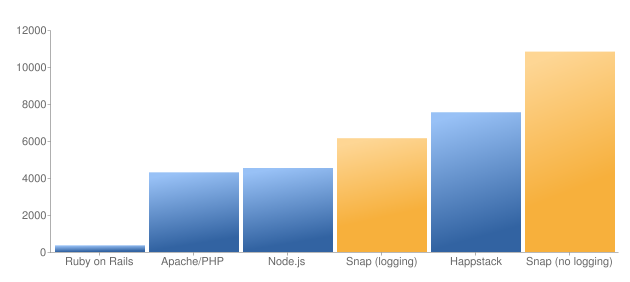 12000
10000
8000
6000
4000
2000
0
Ruby on Rails
Apache/PHP
Node.js
Snap (logging)
Happstack
Snap (no logging)